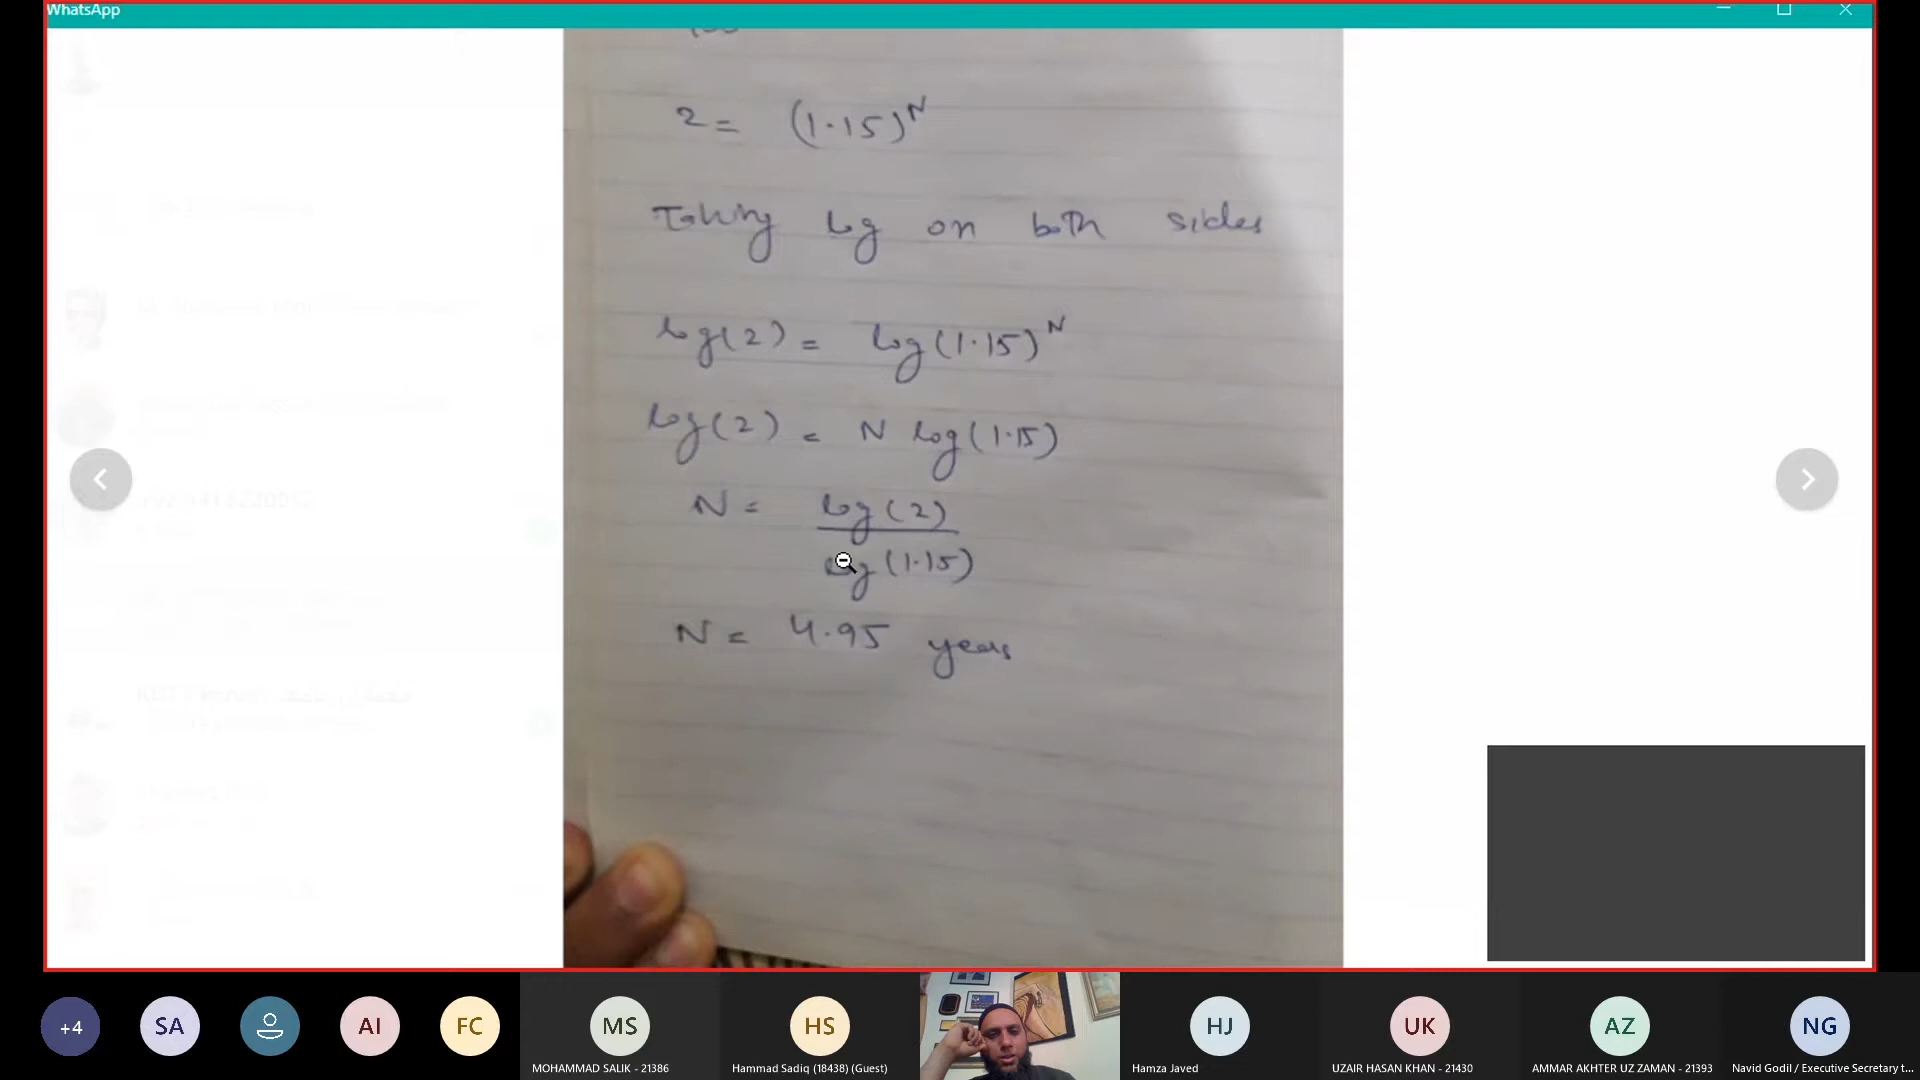 WhatsApp
2 = (1.15)^N
Taking log on both sides
log(2) = log(1.15)^N
log(2) = N log(1.15)
N = log(2)
log(1.15)
N = 4.95 years
+4
SA
AI
FC
MS
HS
HJ
UK
AZ
NG
MOHAMMAD SALIK - 21386
Hammad Sadiq (18438) (Guest)
Hamza Javed
UZAIR HASAN KHAN - 21430
AMMAR AKHTER UZ ZAMAN - 21393
Navid Godil / Executive Secretary t...